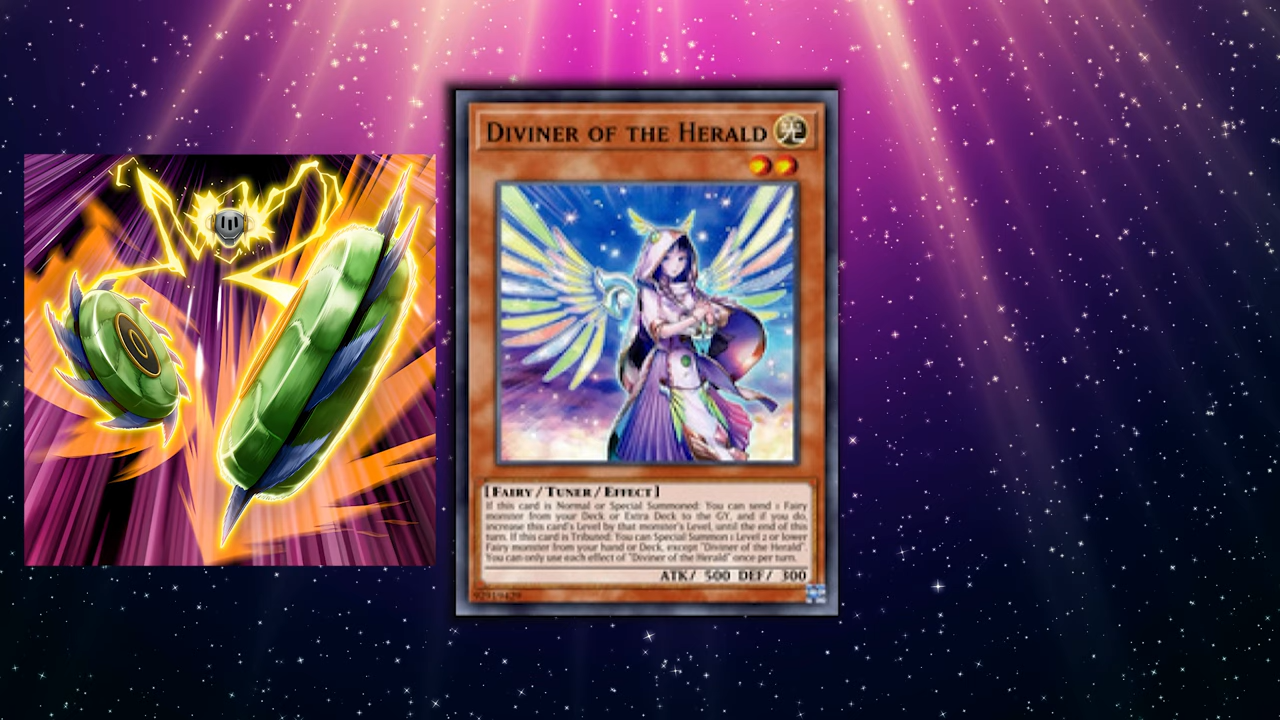 DIVINER OF THE HERALD
光
[FAIRY/TUNER/EFFECT]
If this card is Normal or Special Summoned: You can send 1 Fairy
monster from your Deck or Extra Deck to the GY, and if you do,
increase this card's Level by that monster's Level, until the end of this
turn. If this card is Tributed: You can Special Summon 1 Level 2 or lower
Fairy monster from your hand or Deck, except "Diviner of the Herald".
You can only use each effect of "Diviner of the Herald" once per turn.
ATK/ 500 DEF/ 300